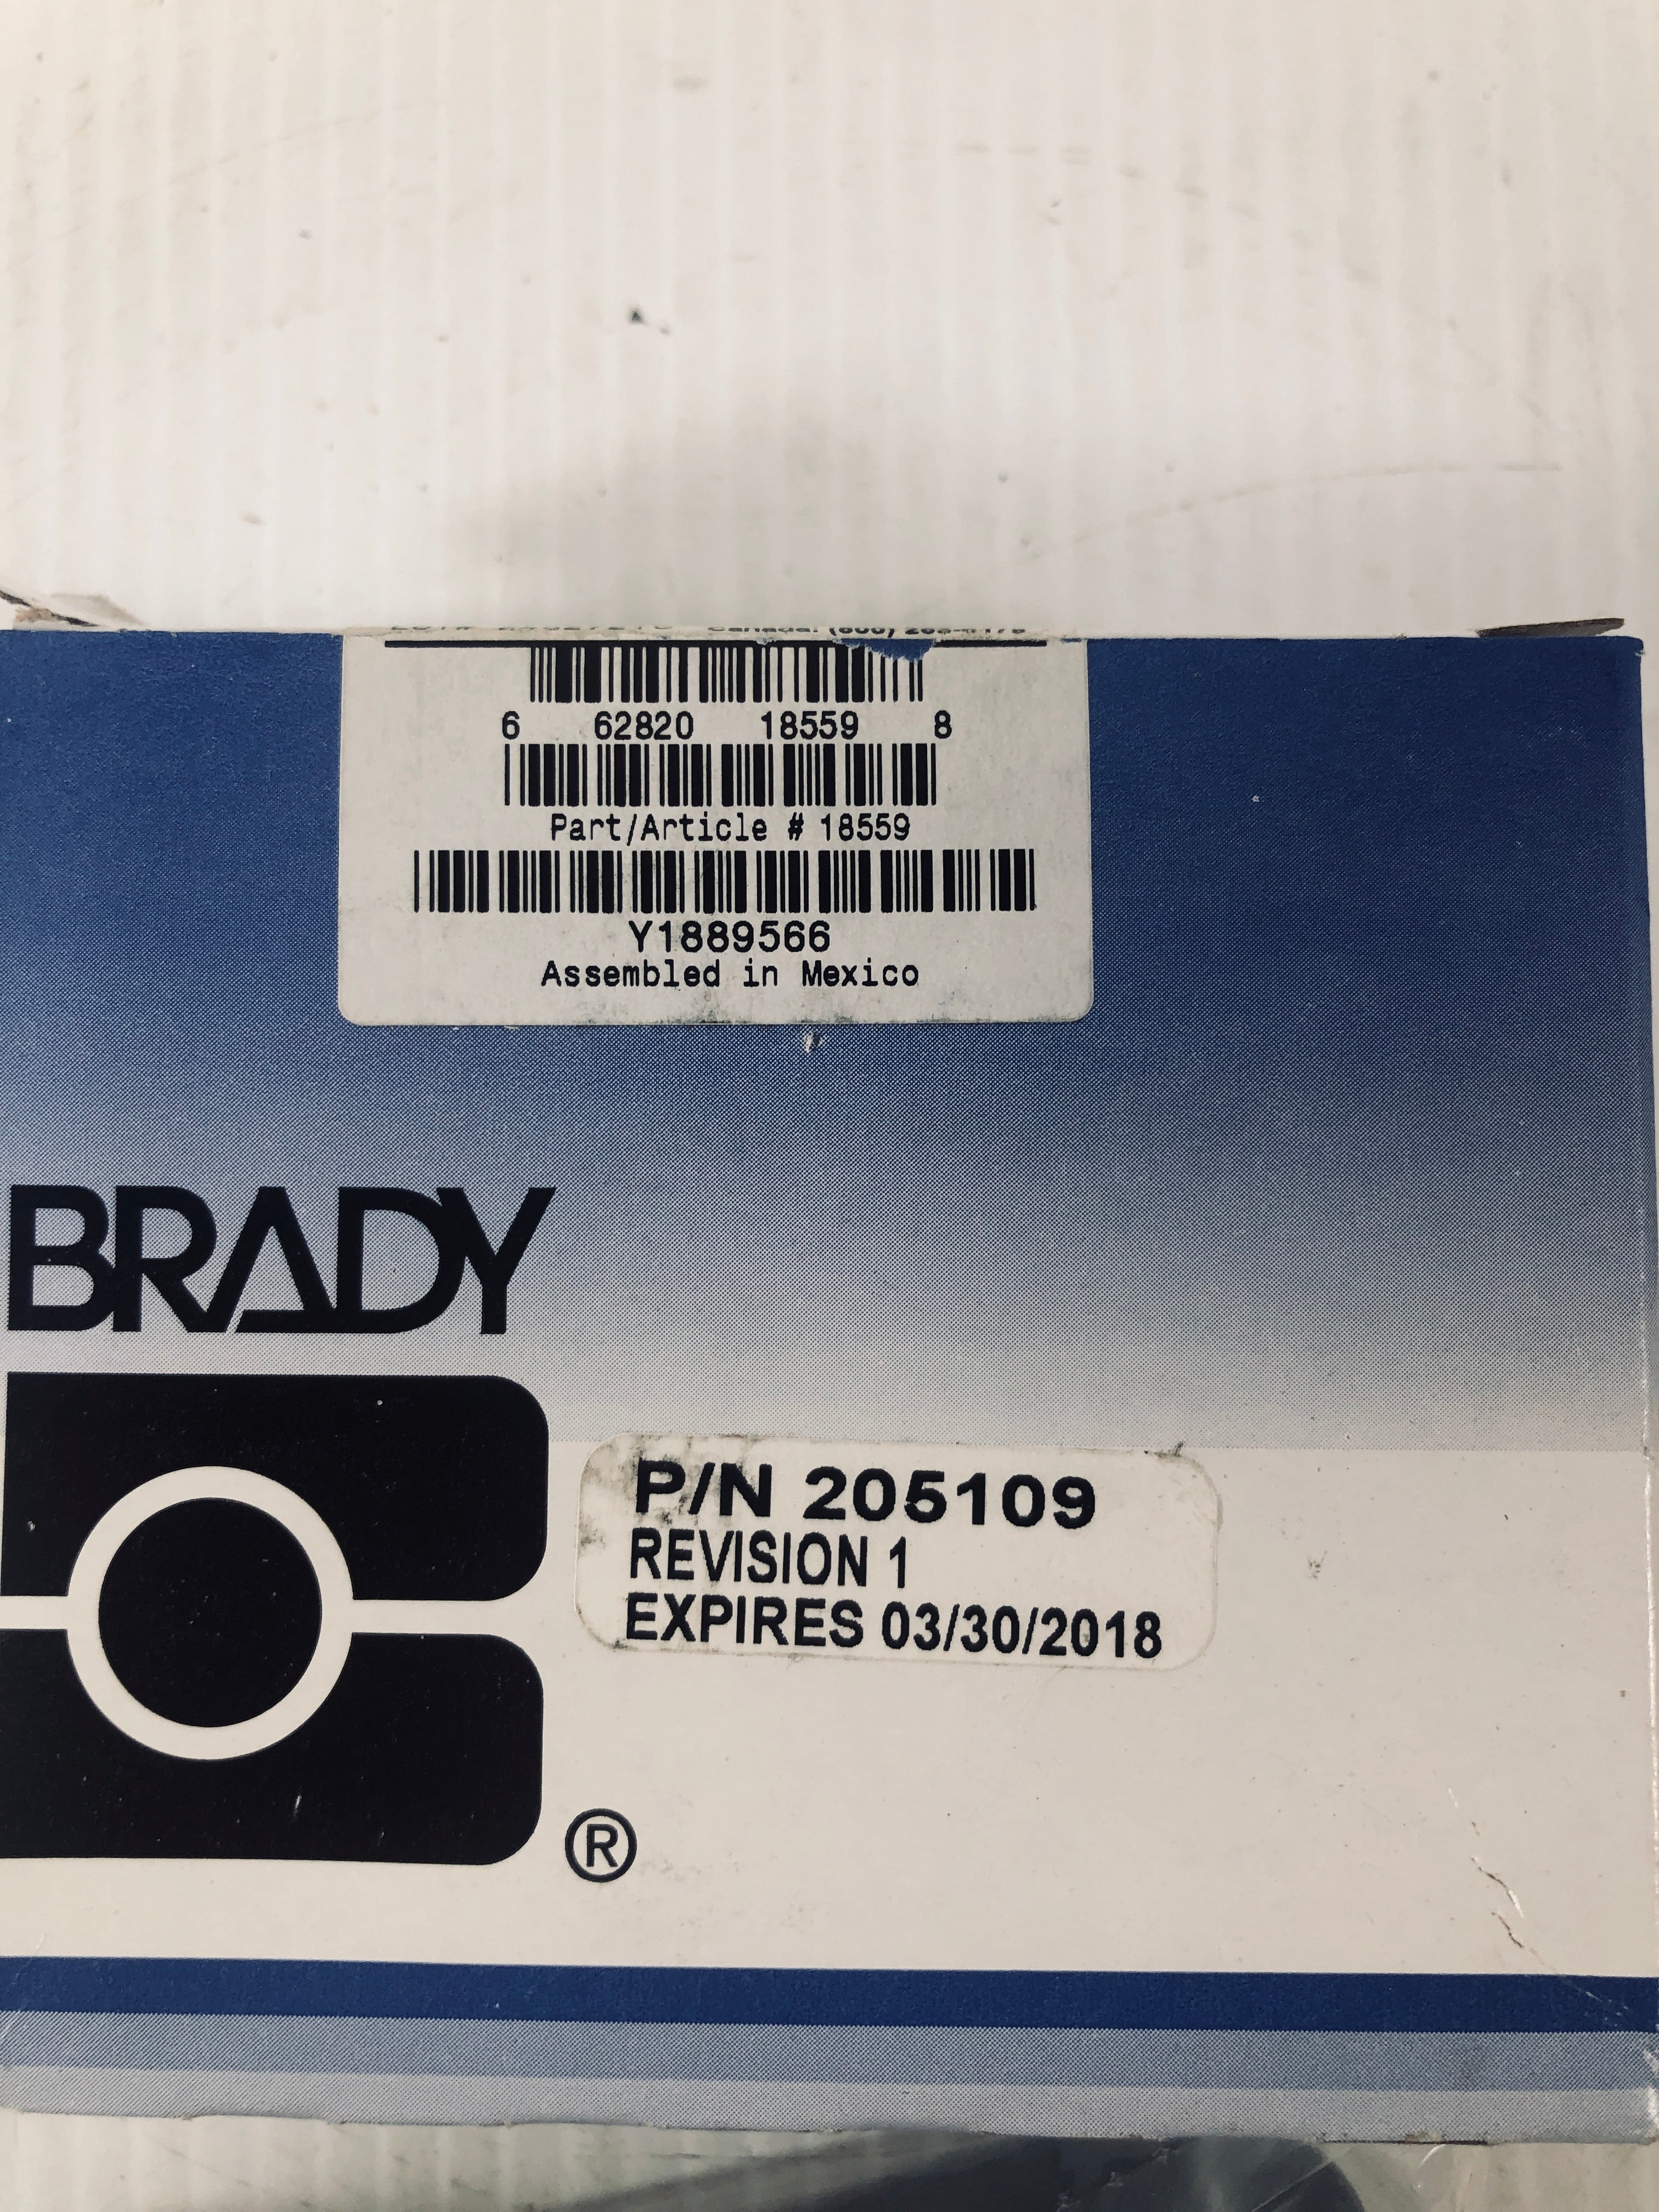 6 62820 18559 8
Part/Article # 18559
Y1889566
Assembled in Mexico
BRADY
P/N 205109
REVISION 1
EXPIRES 03/30/2018
®